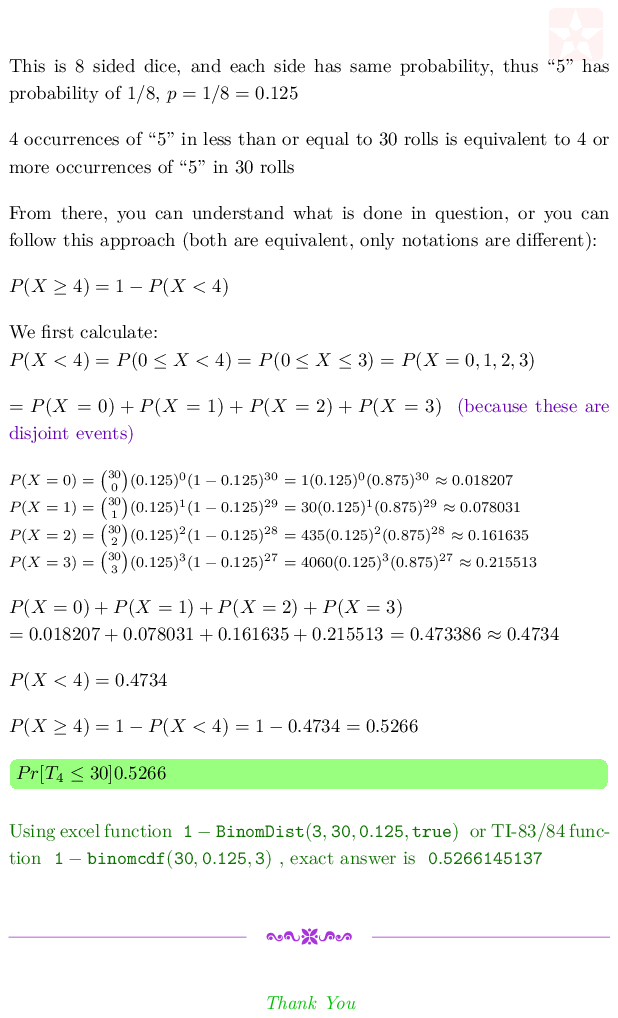 This is 8 sided dice, and each side has same probability, thus “5” has
probability of 1/8, p = 1/8 = 0.125
4 occurrences of “5” in less than or equal to 30 rolls is equivalent to 4 or
more occurrences of “5” in 30 rolls
From there, you can understand what is done in question, or you can
follow this approach (both are equivalent, only notations are different):
P(X ≥ 4) = 1 − P(X < 4)
We first calculate:
P(X < 4) = P(0 ≤ X < 4) = P(0 ≤ X ≤ 3) = P(X = 0, 1, 2, 3)
= P(X = 0) + P(X = 1) + P(X = 2) + P(X = 3) (because these are
disjoint events)
P(X = 0) = \binom{30}{0}(0.125)^0(1 − 0.125)^{30} = 1(0.125)^0(0.875)^{30} ≈ 0.018207
P(X = 1) = \binom{30}{1}(0.125)^1(1 − 0.125)^{29} = 30(0.125)^1(0.875)^{29} ≈ 0.078031
P(X = 2) = \binom{30}{2}(0.125)^2(1 − 0.125)^{28} = 435(0.125)^2(0.875)^{28} ≈ 0.161635
P(X = 3) = \binom{30}{3}(0.125)^3(1 − 0.125)^{27} = 4060(0.125)^3(0.875)^{27} ≈ 0.215513
P(X = 0) + P(X = 1) + P(X = 2) + P(X = 3)
= 0.018207 + 0.078031 + 0.161635 + 0.215513 = 0.473386 ≈ 0.4734
P(X < 4) = 0.4734
P(X ≥ 4) = 1 − P(X < 4) = 1 − 0.4734 = 0.5266
Pr[T_4 ≤ 30]0.5266
Using excel function 1 − BinomDist(3, 30, 0.125, true) or TI-83/84 func-
tion 1 − binomcdf(30, 0.125, 3) , exact answer is 0.5266145137
Thank You